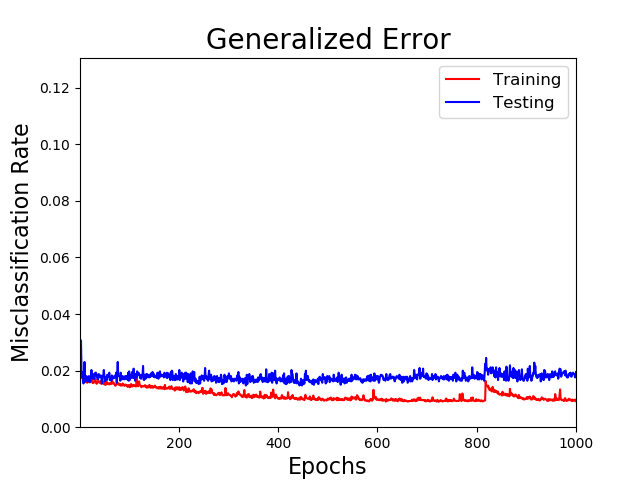 Generalized Error
Training
Testing
Misclassification Rate
0.12
0.10
0.08
0.06
0.04
0.02
0.00
200 400 600 800 1000
Epochs